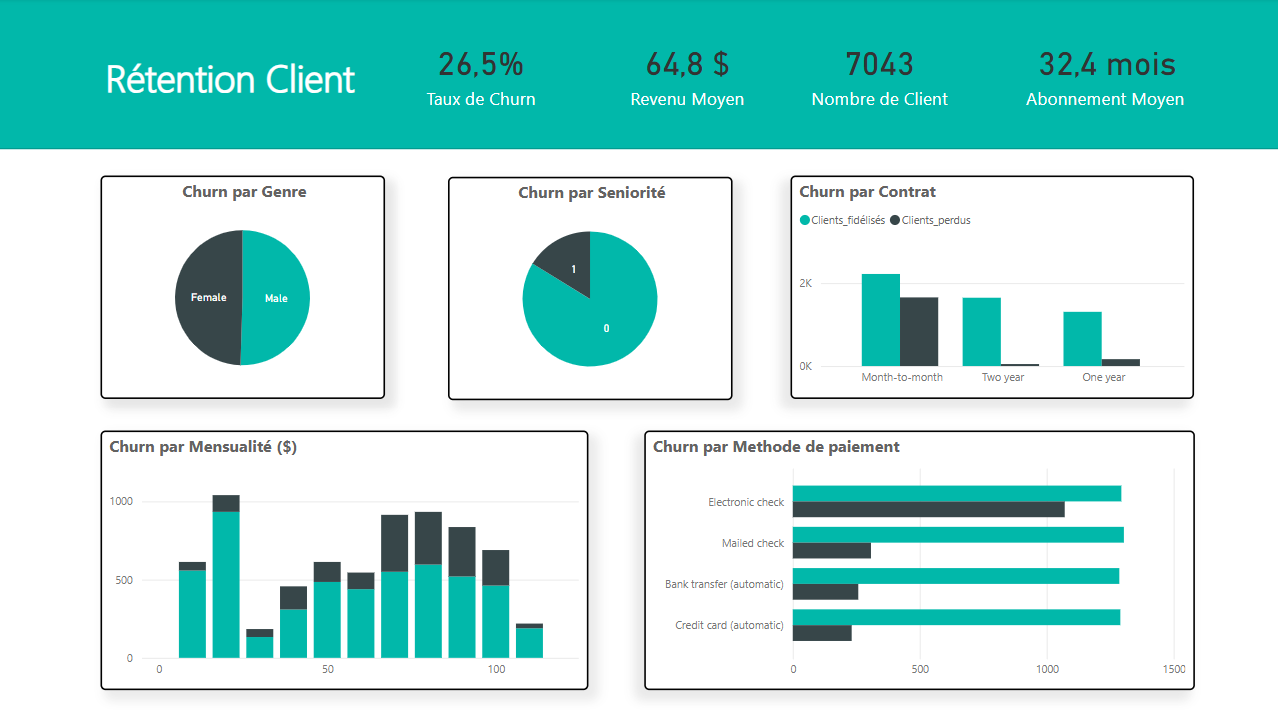 Rétention Client
26,5%
Taux de Churn
64,8 $
Revenu Moyen
7043
Nombre de Client
32,4 mois
Abonnement Moyen
Churn par Genre
Female
Male
Churn par Seniorité
1
0
Churn par Contrat
Clients_fidélisés Clients_perdus
2K
0K
Month-to-month Two year One year
Churn par Mensualité ($)
1000
500
0
0 50 100
Churn par Methode de paiement
Electronic check
Mailed check
Bank transfer (automatic)
Credit card (automatic)
0 500 1000 1500